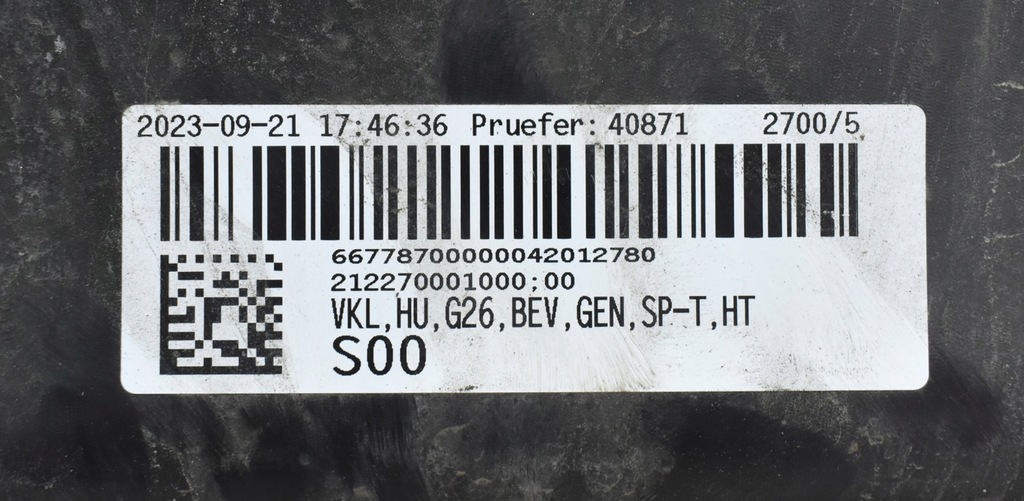 2023-09-21 17:46:36 Pruefer: 40871 2700/5
66778700000042012780
212270001000;00
VKL,HU,G26,BEV,GEN,SP-T,HT
S00